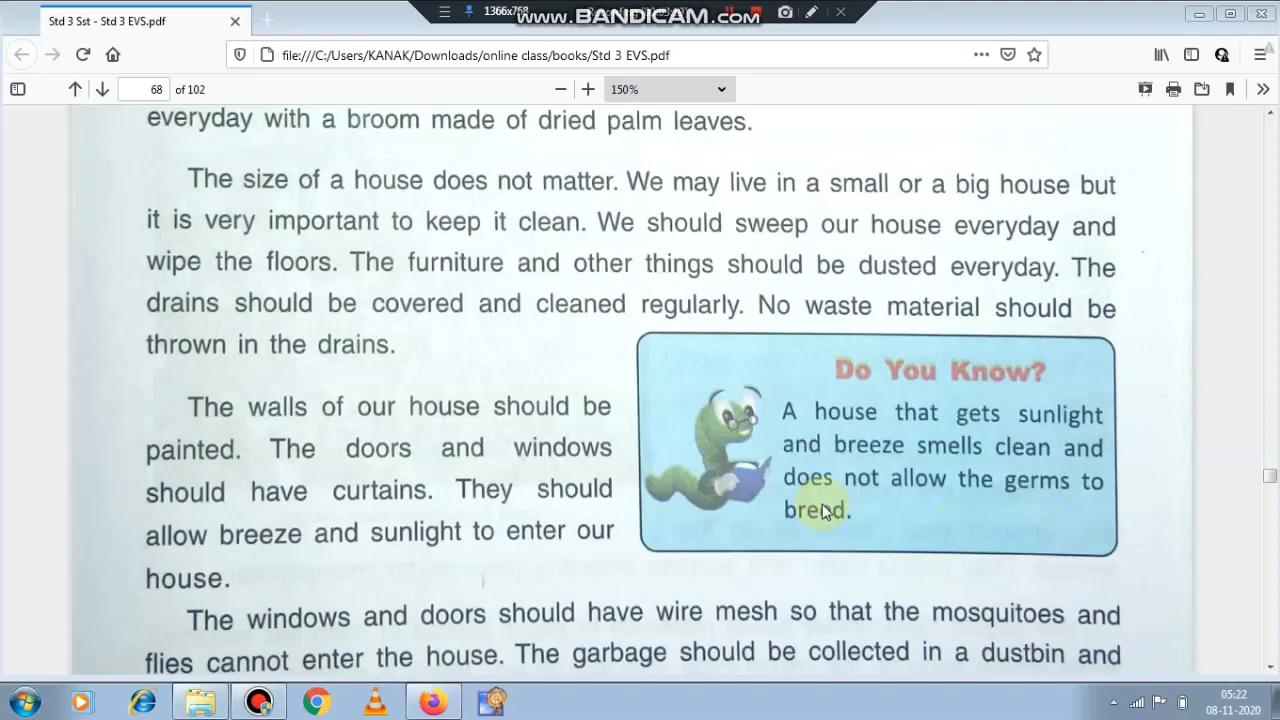 Std 3 Sst - Std 3 EVS.pdf
1366x768
www.BANDICAM.com
file:///C:/Users/KANAK/Downloads/online class/books/Std 3 EVS.pdf
68 of 102
150%
everyday with a broom made of dried palm leaves.
The size of a house does not matter. We may live in a small or a big house but
it is very important to keep it clean. We should sweep our house everyday and
wipe the floors. The furniture and other things should be dusted everyday. The
drains should be covered and cleaned regularly. No waste material should be
thrown in the drains.
The walls of our house should be
painted. The doors and windows
should have curtains. They should
allow breeze and sunlight to enter our
house.
Do You Know?
A house that gets sunlight
and breeze smells clean and
does not allow the germs to
breed.
The windows and doors should have wire mesh so that the mosquitoes and
flies cannot enter the house. The garbage should be collected in a dustbin and
05:22
08-11-2020